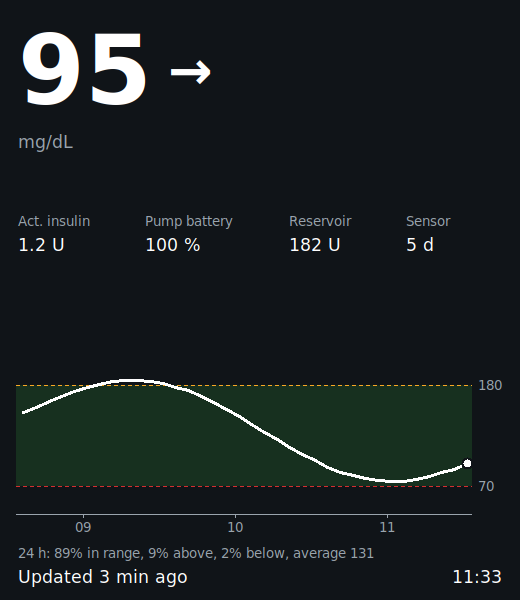 95 →
mg/dL
Act. insulin Pump battery Reservoir Sensor
1.2 U 100 % 182 U 5 d
180
70
09 10 11
24 h: 89% in range, 9% above, 2% below, average 131
Updated 3 min ago 11:33